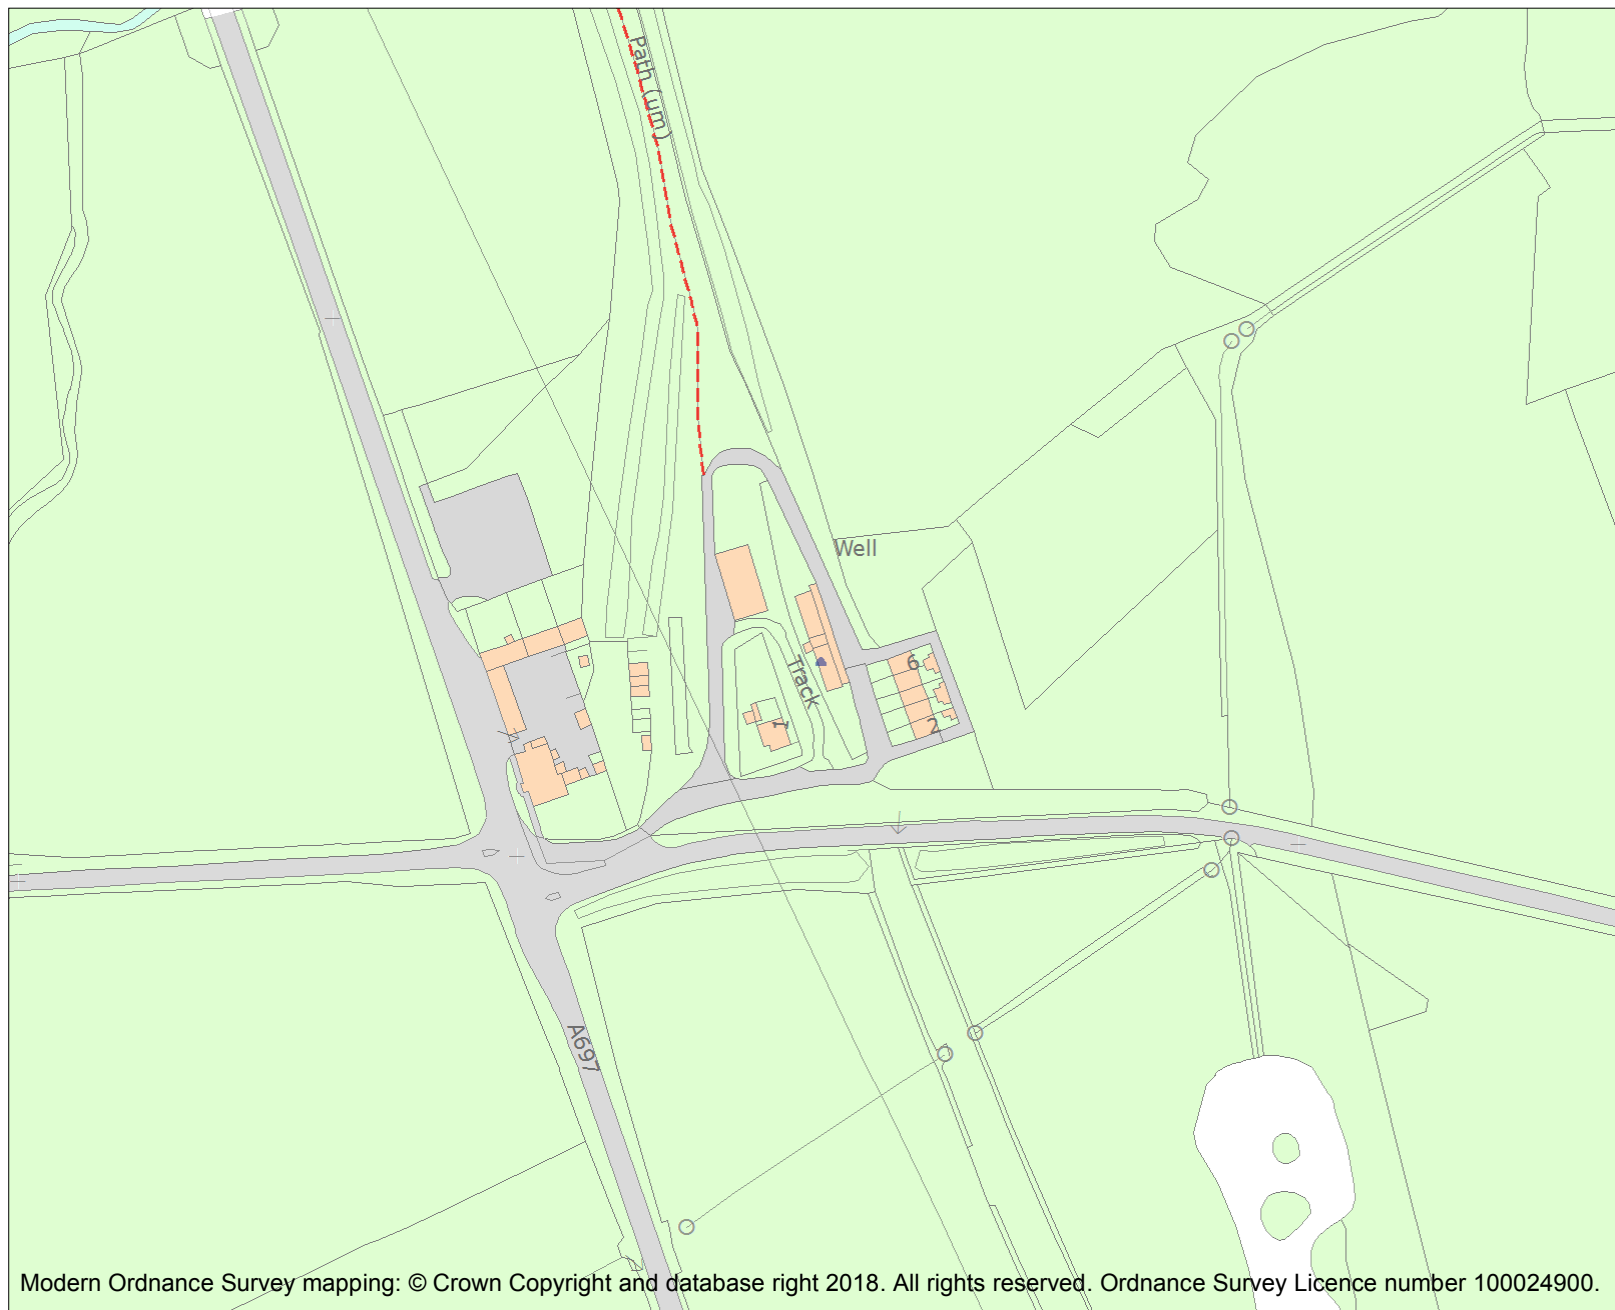 Path (um)
Well
6
Track
1
2
A697
Modern Ordnance Survey mapping: © Crown Copyright and database right 2018. All rights reserved. Ordnance Survey Licence number 100024900.